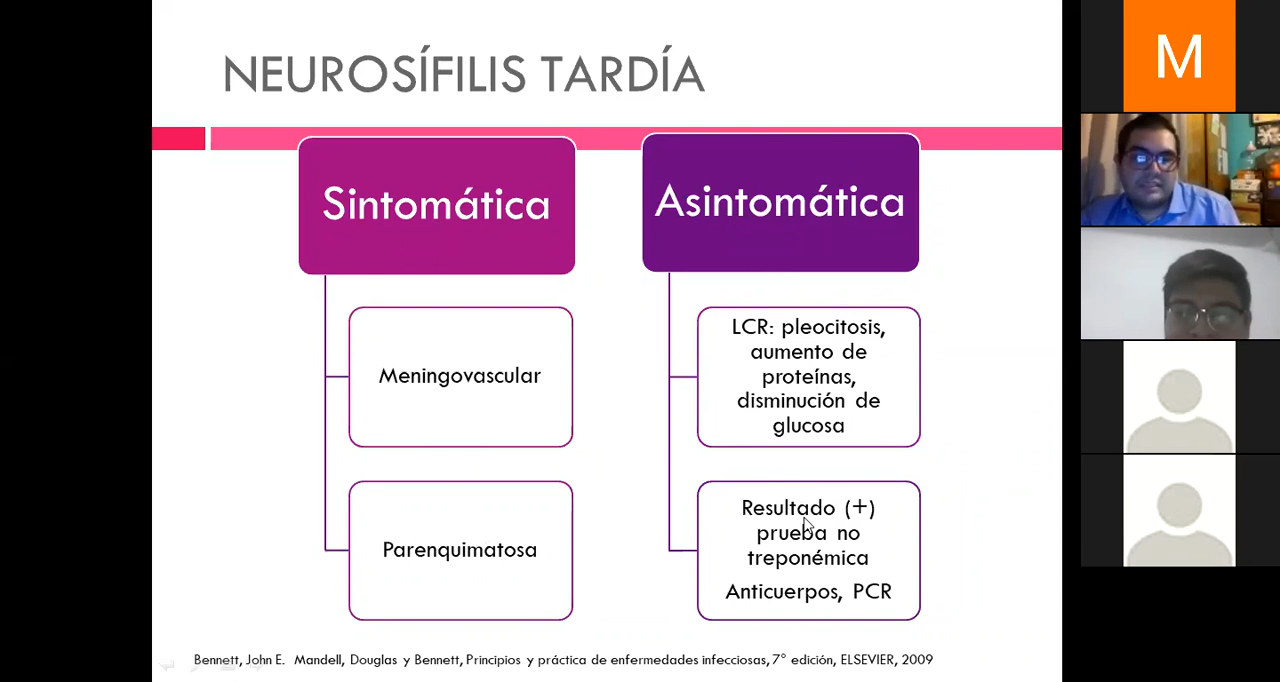 NEUROSÍFILIS TARDÍA
Sintomática
Meningovascular
Parenquimatosa
Asintomática
LCR: pleocitosis,
aumento de
proteínas,
disminución de
glucosa
Resultado (+)
prueba no
treponémica
Anticuerpos, PCR
Bennett, John E. Mandell, Douglas y Bennett, Principios y práctica de enfermedades infecciosas, 7° edición, ELSEVIER, 2009
M